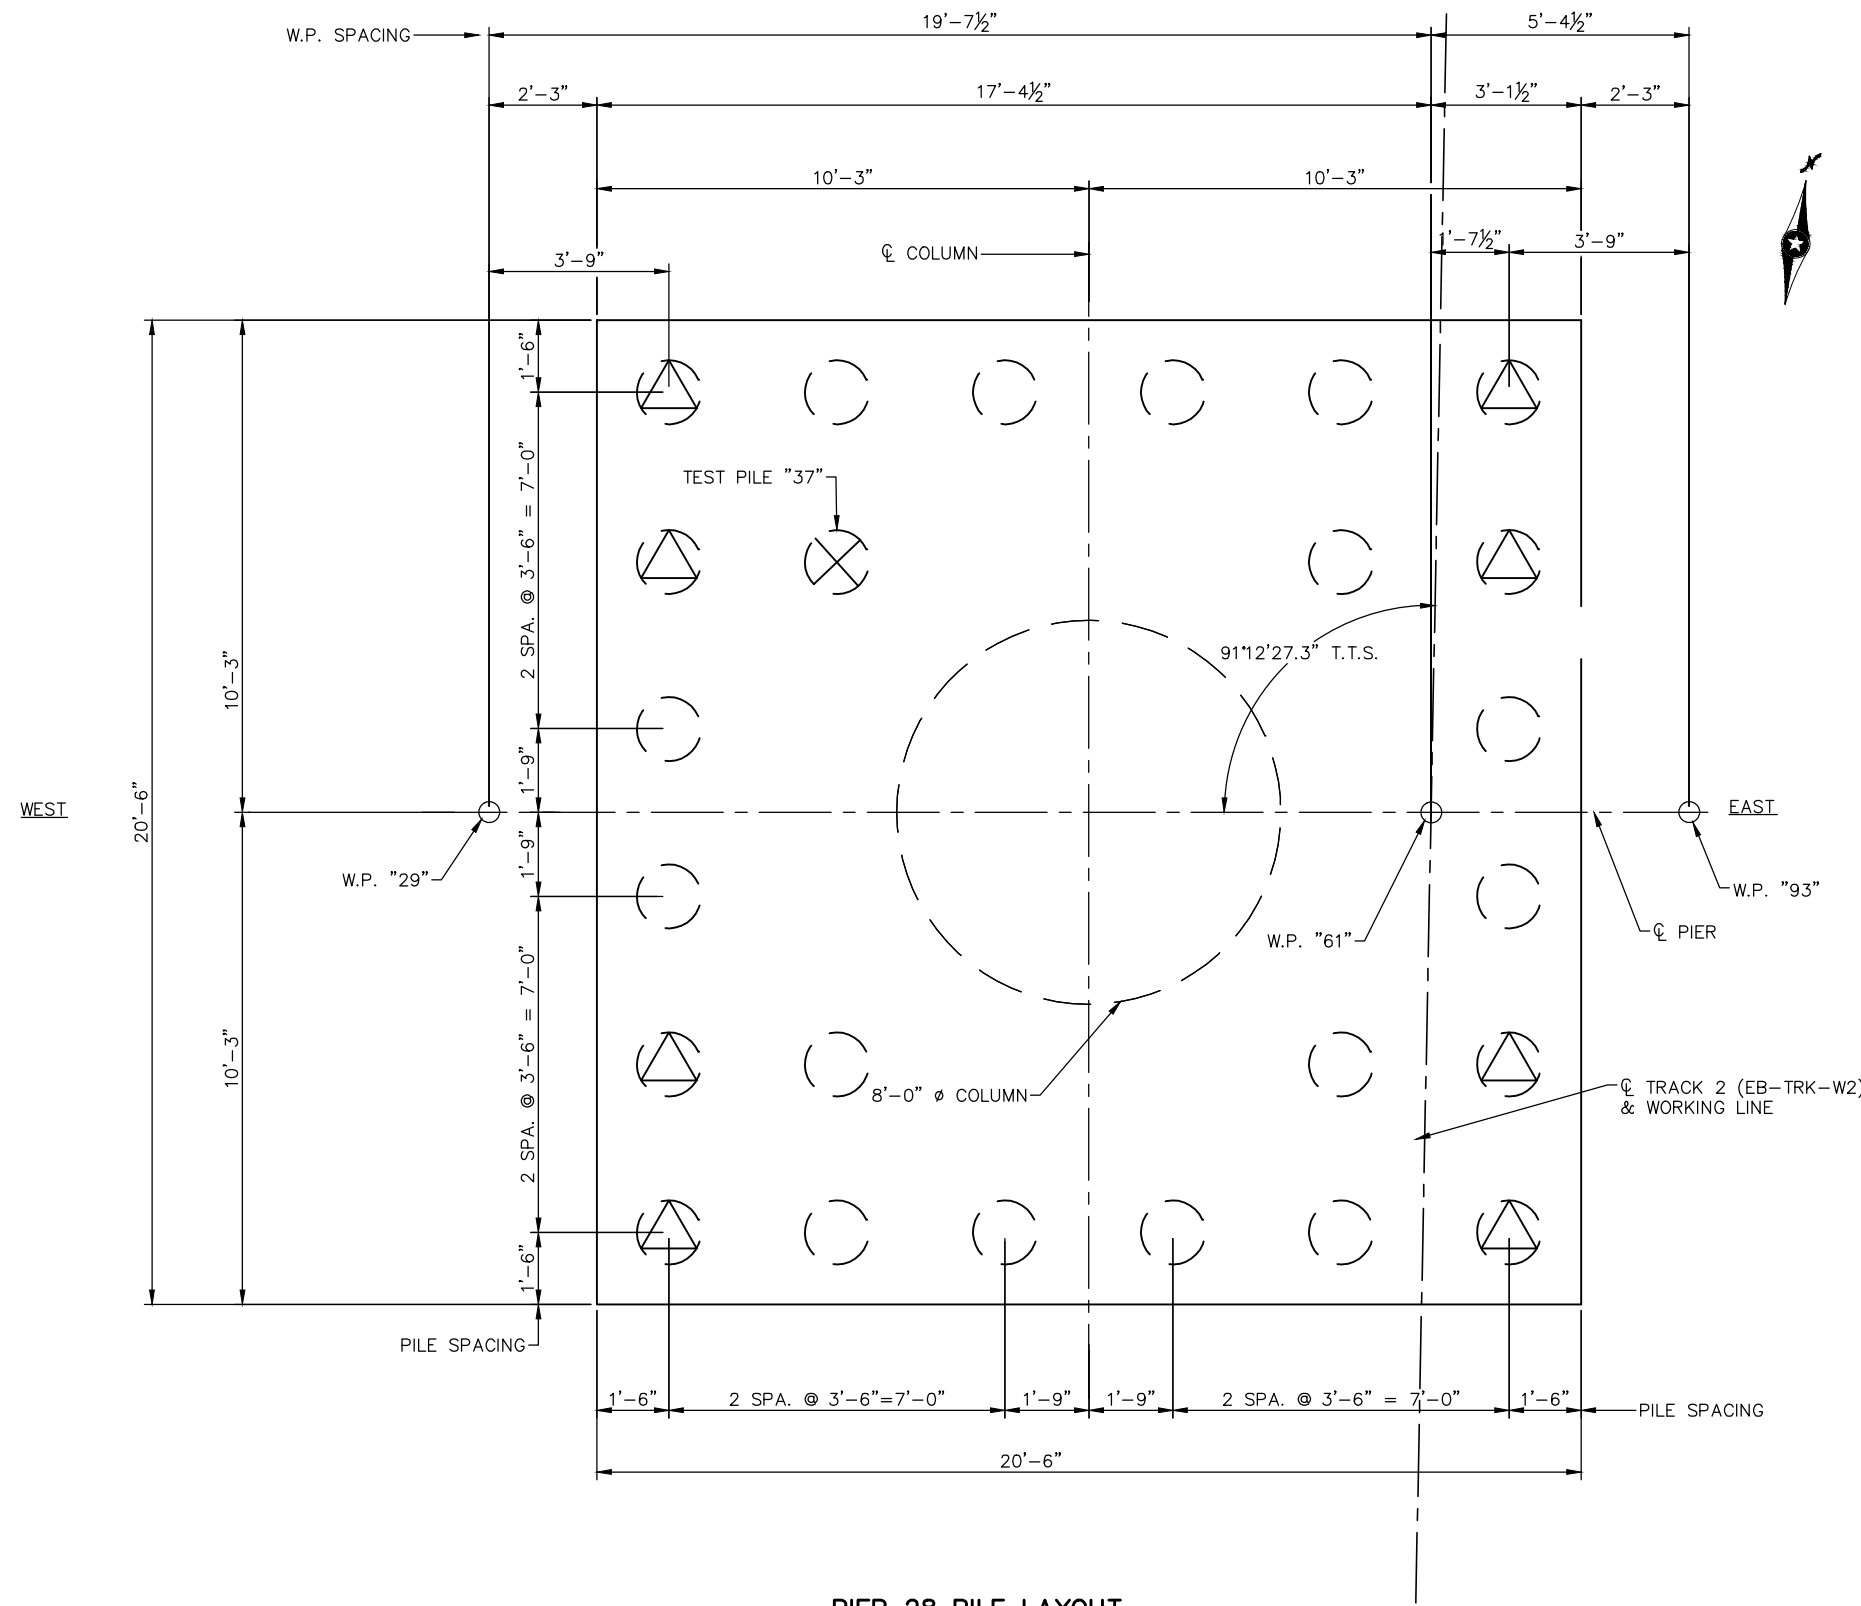 19'-7½"
5'-4½"
W.P. SPACING
2'-3"
17'-4½"
3'-1½"
2'-3"
10'-3"
10'-3"
℄ COLUMN
1'-7½"
3'-9"
3'-9"
1'-6"
TEST PILE "37"
2 SPA. @ 3'-6" = 7'-0"
91°12'27.3" T.T.S.
10'-3"
1'-9"
20'-6"
WEST
EAST
1'-9"
W.P. "29"
W.P. "93"
W.P. "61"
℄ PIER
2 SPA. @ 3'-6" = 7'-0"
10'-3"
8'-0" ø COLUMN
℄ TRACK 2 (EB-TRK-W2)
& WORKING LINE
1'-6"
PILE SPACING
1'-6"
2 SPA. @ 3'-6"=7'-0"
1'-9"
1'-9"
2 SPA. @ 3'-6" = 7'-0"
1'-6"
PILE SPACING
20'-6"
PIER 28 PILE LAYOUT